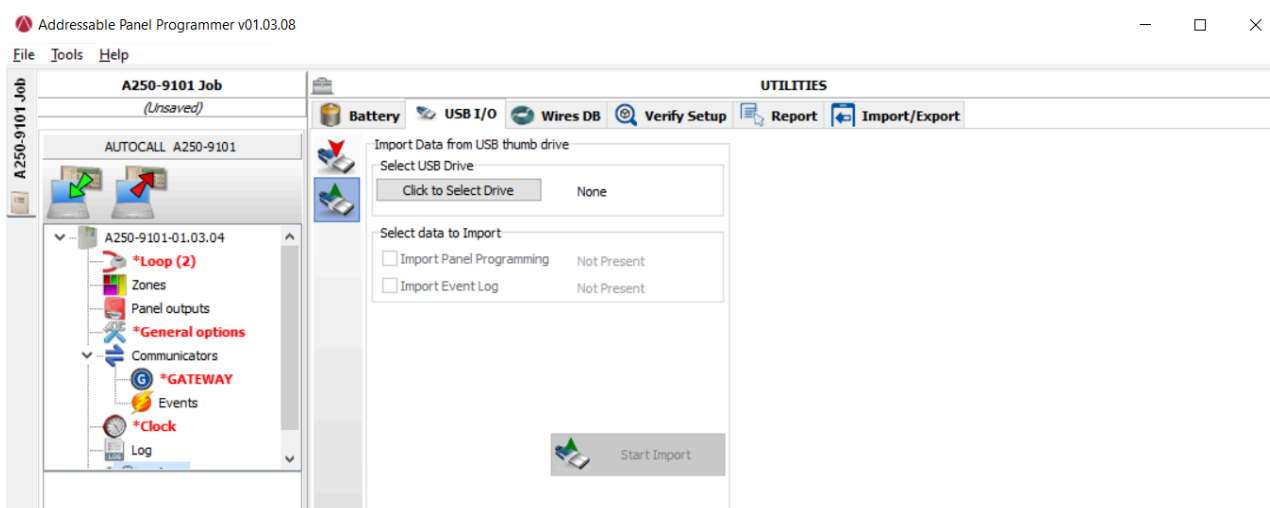 Addressable Panel Programmer v01.03.08
File Tools Help
A250-9101 Job
A250-9101 Job
(Unsaved)
AUTOCALL A250-9101
A250-9101-01.03.04
*Loop (2)
Zones
Panel outputs
*General options
Communicators
G
*GATEWAY
Events
*Clock
LOG
Log
UTILITIES
Battery USB I/O Wires DB Verify Setup Report Import/Export
Import Data from USB thumb drive
Select USB Drive
Click to Select Drive None
Select data to Import
Import Panel Programming Not Present
Import Event Log Not Present
Start Import